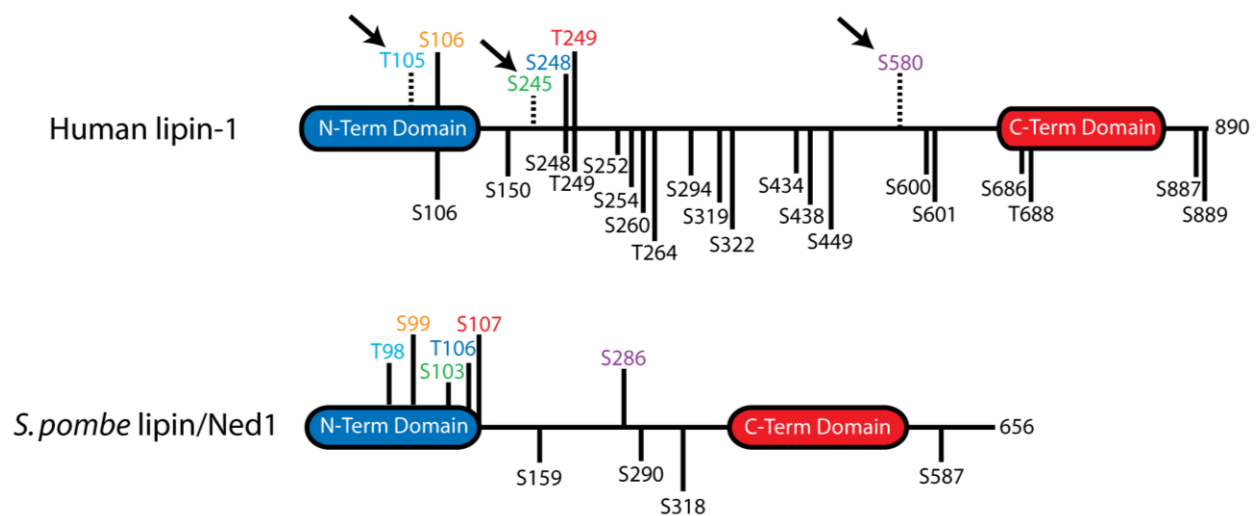 S106
T249
T105
S248
S580
S245
Human lipin-1
N-Term Domain
C-Term Domain
890
S248
S252
T249
S150
S254
S294
S434
S600
S686
S887
S106
S260
S319
S438
S601
T688
S889
T264
S322
S449
S99
S107
T98
T106
S286
S103
S. pombe lipin/Ned1
N-Term Domain
C-Term Domain
656
S159
S290
S587
S318